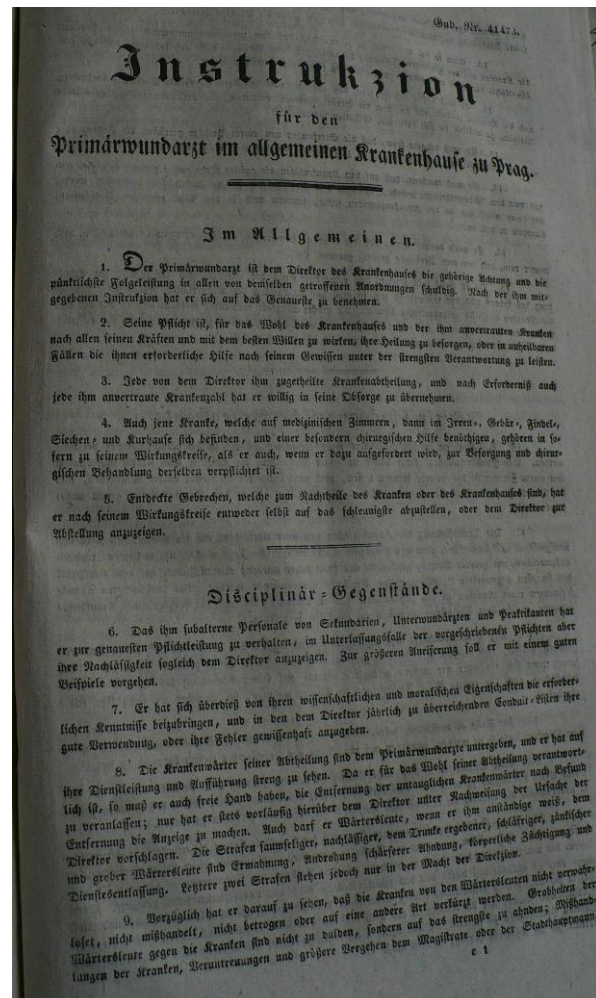 Gub. Nr. 41473.
Instrukzion
für den
Primärwundarzt im allgemeinen Krankenhause zu Prag.
Im Allgemeinen.
1. Der Primärwundarzt ist dem Direktor des Krankenhauses die gehörige Achtung und die
pünktlichste Folgeleistung in allen von demselben getroffenen Anordnungen schuldig. Nach der ihm mit-
gegebenen Instrukzion hat er sich auf das Genaueste zu benehmen.
2. Seine Pflicht ist, für das Wohl des Krankenhauses und der ihm anvertrauten Kranken
nach allen seinen Kräften und mit dem besten Willen zu wirken, ihre Heilung zu besorgen, oder in unheilbaren
Fällen die ihnen erforderliche Hilfe nach seinem Gewissen unter der strengsten Verantwortung zu leisten.
3. Jede von dem Direktor ihm zugetheilte Krankenabtheilung, und nach Erforderniß auch
jede ihm anvertraute Krankenzahl hat er willig in seine Obsorge zu übernehmen.
4. Auch jene Kranke, welche auf medizinischen Zimmern, dann im Irren-, Gebär-, Findel-,
Siechen- und Kurhause sich befinden, und einer besondern chirurgischen Hilfe benöthigen, gehören in so-
fern zu seinem Wirkungskreise, als er auch, wenn er dazu aufgefordert wird, zur Besorgung und chirur-
gischen Behandlung derselben verpflichtet ist.
5. Entdeckte Gebrechen, welche zum Nachtheile des Kranken oder des Krankenhauses sind, hat
er nach seinem Wirkungskreise entweder selbst auf das schleunigste abzustellen, oder dem Direktor zur
Abstellung anzuzeigen.
Disciplinär-Gegenstände.
6. Das ihm subalterne Personale von Sekundarien, Unterwundärzten und Praktikanten hat
er zur genauesten Pflichtleistung zu verhalten, im Unterlassungsfalle der vorgeschriebenen Pflichten aber
ihre Nachlässigkeit sogleich dem Direktor anzuzeigen. Zur größeren Aneiferung soll er mit einem guten
Beispiele vorgehen.
7. Er hat sich überdieß von ihren wissenschaftlichen und moralischen Eigenschaften die erforder-
lichen Kenntnisse beizubringen, und in den dem Direktor jährlich zu überreichenden Conduit-Listen ihre
gute Verwendung, oder ihre Fehler gewissenhaft anzugeben.
8. Die Krankenwärter seiner Abtheilung sind dem Primärwundarzte untergeben, und er hat auf
ihre Dienstleistung und Aufführung streng zu sehen. Da er für das Wohl seiner Abtheilung verantwort-
lich ist, so muß er auch freie Hand haben, die Entfernung der untauglichen Krankenwärter nach Befund
zu veranlassen; nur hat er stets vorläufig hierüber dem Direktor unter Nachweisung der Ursache der
Entfernung die Anzeige zu machen. Auch darf er Wärtersleute, wenn er ihm anständige weiß, dem
Direktor vorschlagen. Die Strafen saumseliger, nachlässiger, dem Trunke ergebener, schläfriger, zänkischer
und grober Wärtersleute sind Ermahnung, Androhung schärferer Ahndung, körperliche Züchtigung und
Dienstesentlassung. Letztere zwei Strafen stehen jedoch nur in der Macht der Direkzion.
9. Vorzüglich hat er darauf zu sehen, daß die Kranken von den Wärtersleuten nicht verwahr-
loset, nicht mißhandelt, nicht betrogen oder auf eine andere Art verkürzt werden. Grobheiten der
Wärtersleute gegen die Kranken sind nicht zu dulden, sondern auf das strengste zu ahnden; Mißhand-
lungen der Kranken, Veruntreuungen und größere Vergehen dem Magistrate oder der Stadthauptmann-
c 1